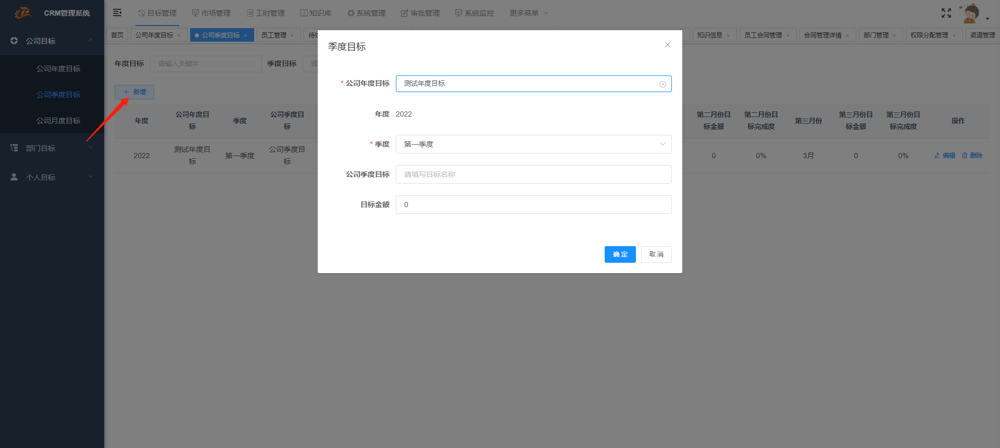 CRM管理系统
目标管理
市场管理
工时管理
知识库
系统管理
审批管理
系统监控
更多菜单
首页
公司年度目标 ×
公司季度目标 ×
员工管理 ×
知识信息 ×
员工合同管理 ×
合同管理详情 ×
部门管理 ×
权限分配管理 ×
渠道管理
公司目标
公司年度目标
公司季度目标
公司月度目标
部门目标
个人目标
年度目标 请输入关键字 季度目标 请
+ 新增
年度
公司年度目
标
季度
公司季度目
标
第二月份目
标金额
第二月份目
标完成度
第三月份
第三月份目
标金额
第三月份目
标完成度
操作
2022
测试年度目
标
第一季度
公司季度目
标
0
0%
3月
0
0%
编辑 删除
季度目标
* 公司年度目标 测试年度目标
年度 2022
* 季度 第一季度
公司季度目标 请填写目标名称
目标金额 0
确 定
取 消